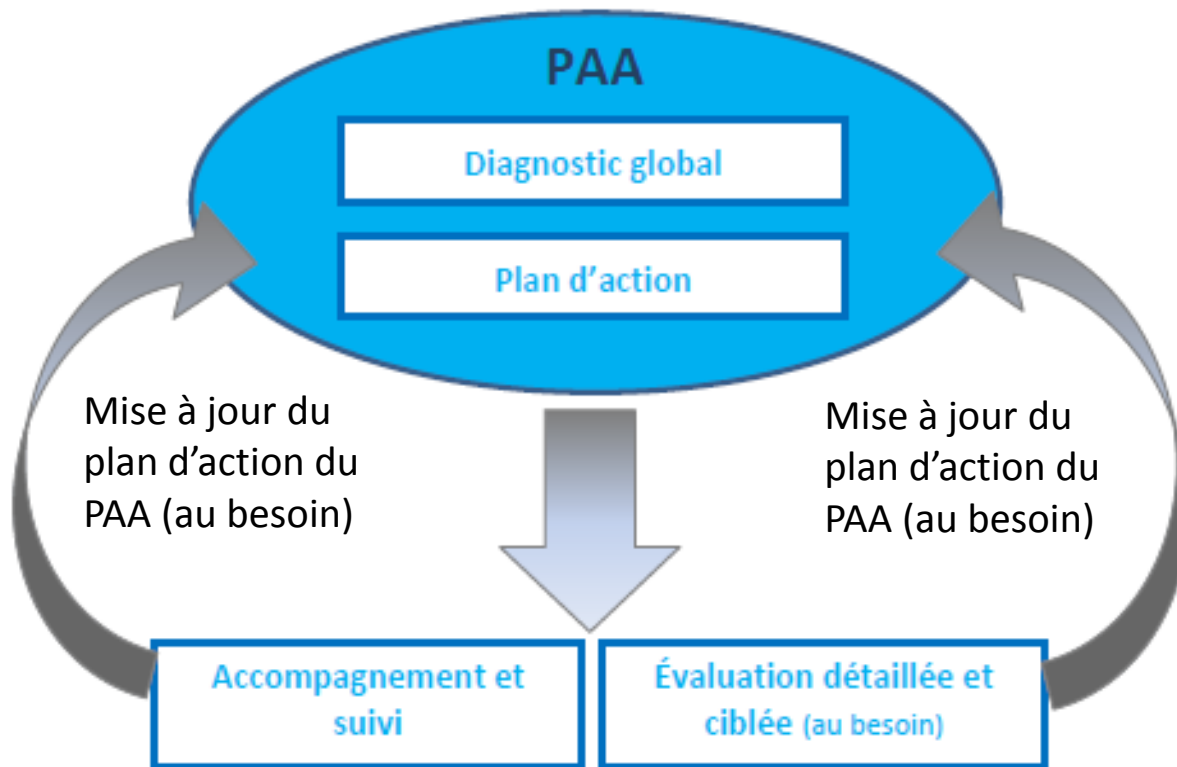 PAA
Diagnostic global
Plan d’action
Mise à jour du
plan d’action du
PAA (au besoin)
Mise à jour du
plan d’action du
PAA (au besoin)
Accompagnement et
suivi
Évaluation détaillée et
ciblée (au besoin)